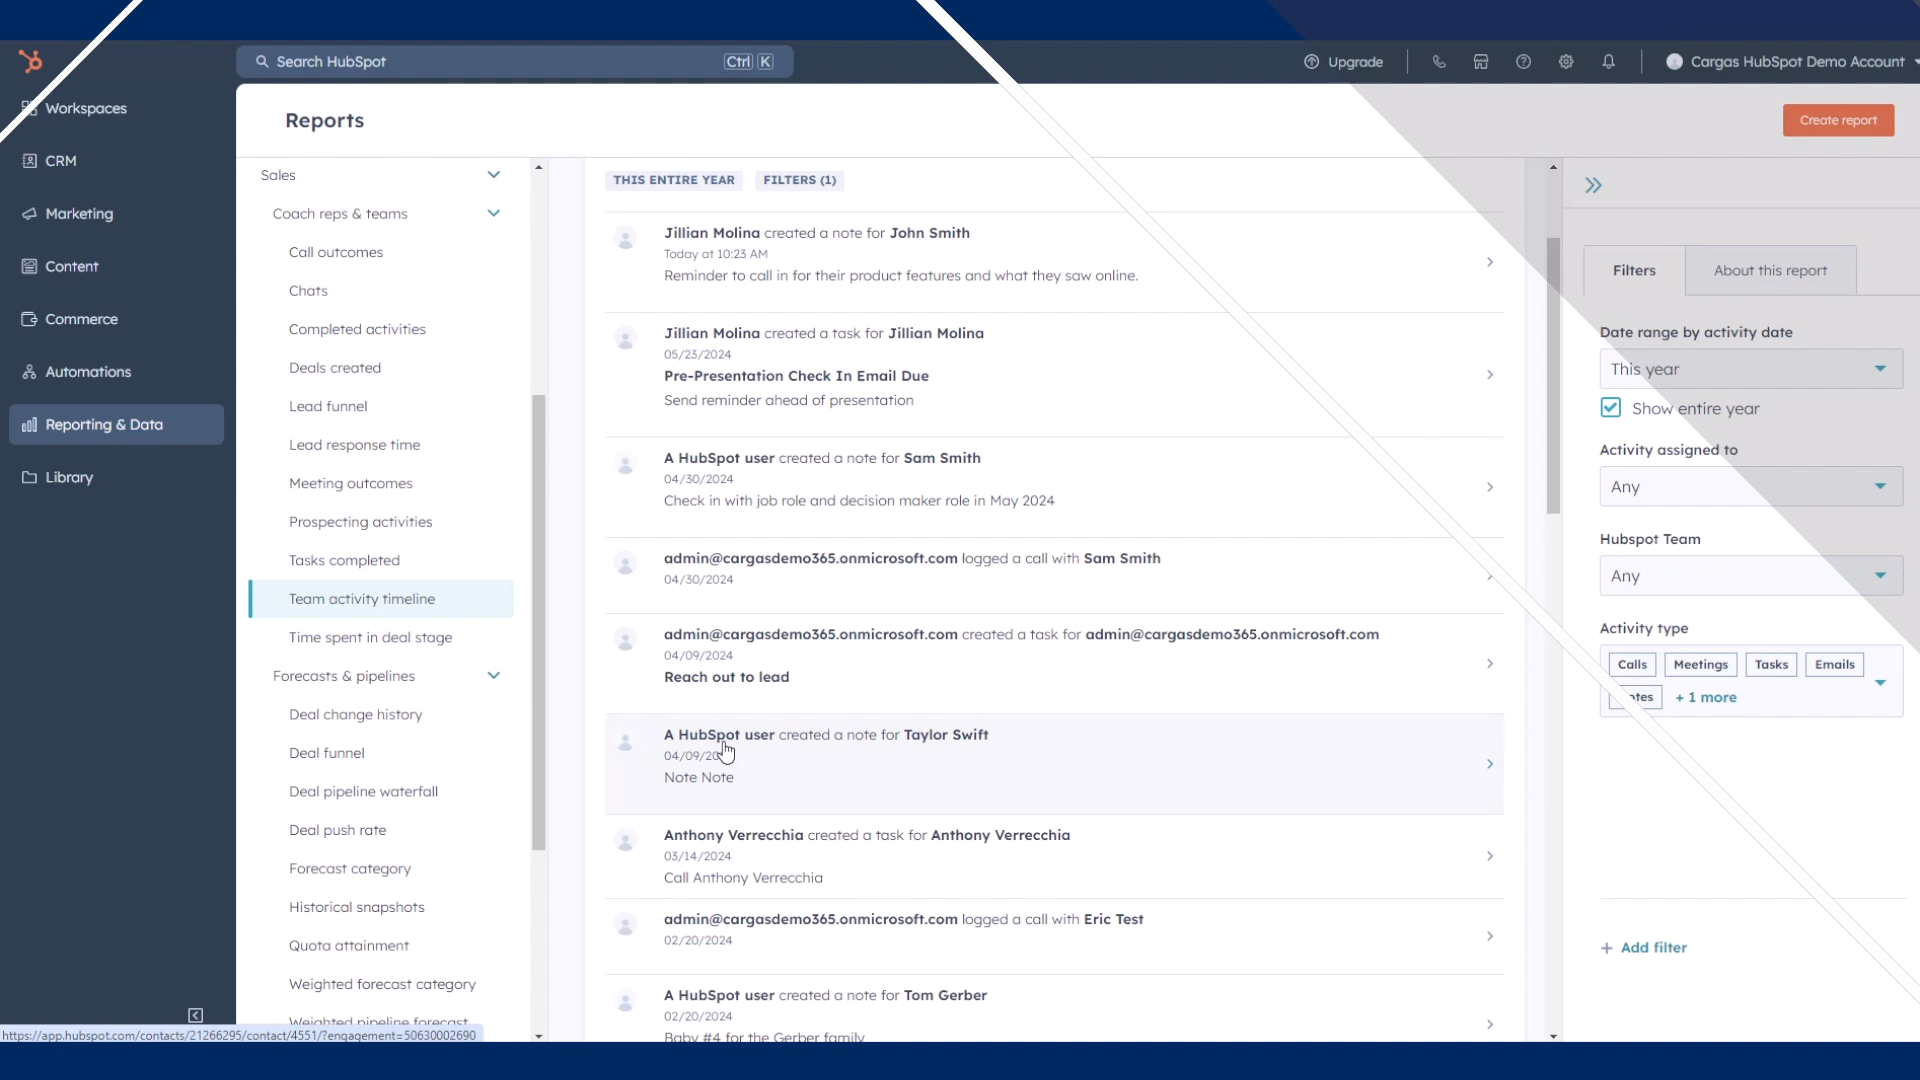 Search HubSpot
Ctrl K
Upgrade
Cargas HubSpot Demo Account
Workspaces
CRM
Marketing
Content
Commerce
Automations
Reporting & Data
Library
Reports
Create report
Sales
Coach reps & teams
Call outcomes
Chats
Completed activities
Deals created
Lead funnel
Lead response time
Meeting outcomes
Prospecting activities
Tasks completed
Team activity timeline
Time spent in deal stage
Forecasts & pipelines
Deal change history
Deal funnel
Deal pipeline waterfall
Deal push rate
Forecast category
Historical snapshots
Quota attainment
Weighted forecast category
Weighted pipeline forecast
THIS ENTIRE YEAR FILTERS (1)
Jillian Molina created a note for John Smith
Today at 10:23 AM
Reminder to call in for their product features and what they saw online.
Jillian Molina created a task for Jillian Molina
05/23/2024
Pre-Presentation Check In Email Due
Send reminder ahead of presentation
A HubSpot user created a note for Sam Smith
04/30/2024
Check in with job role and decision maker role in May 2024
admin@cargasdemo365.onmicrosoft.com logged a call with Sam Smith
04/30/2024
admin@cargasdemo365.onmicrosoft.com created a task for admin@cargasdemo365.onmicrosoft.com
04/09/2024
Reach out to lead
A HubSpot user created a note for Taylor Swift
04/09/20
Note Note
Anthony Verrecchia created a task for Anthony Verrecchia
03/14/2024
Call Anthony Verrecchia
admin@cargasdemo365.onmicrosoft.com logged a call with Eric Test
02/20/2024
A HubSpot user created a note for Tom Gerber
02/20/2024
Baby #4 for the Gerber family
Filters
About this report
Date range by activity date
This year
Show entire year
Activity assigned to
Any
Hubspot Team
Any
Activity type
Calls Meetings Tasks Emails
otes + 1 more
+ Add filter
https://app.hubspot.com/contacts/21266295/contact/4551/?engagement=50630002690